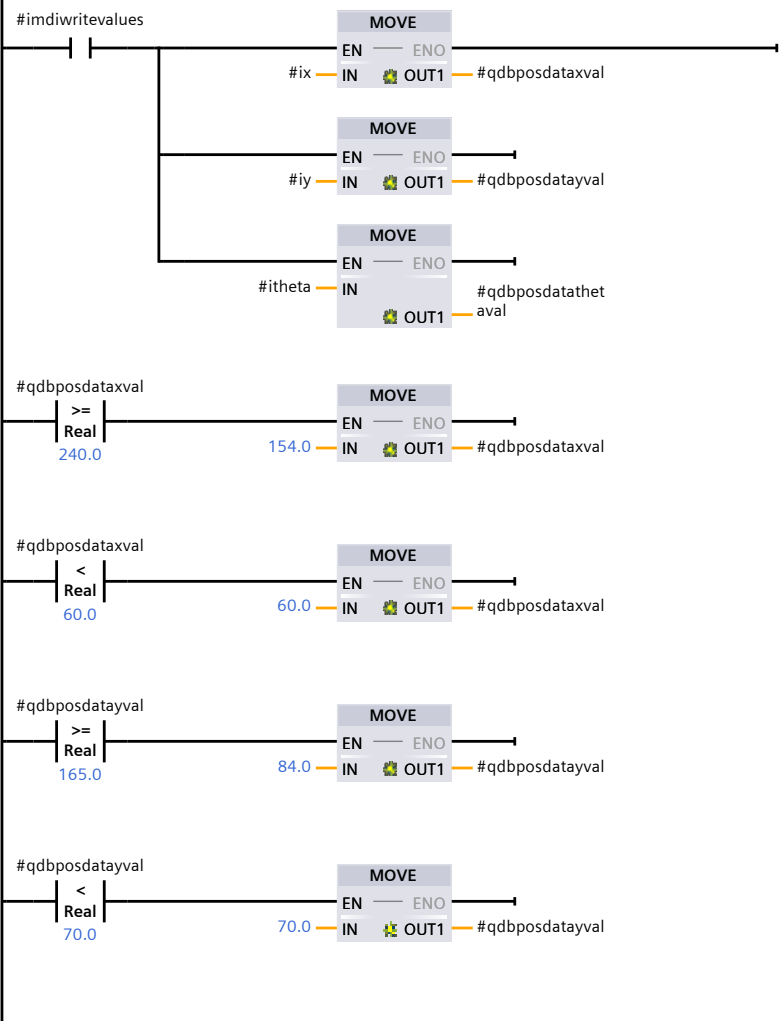 #imdiwritevalues
MOVE
EN ENO
#ix IN OUT1 #qdbposdataxval
MOVE
EN ENO
#iy IN OUT1 #qdbposdatayval
MOVE
EN ENO
#itheta IN
#qdbposdatathet
aval
OUT1
#qdbposdataxval
MOVE
>=
EN ENO
Real
240.0
154.0 IN OUT1 #qdbposdataxval
#qdbposdataxval
MOVE
<
EN ENO
Real
60.0
60.0 IN OUT1 #qdbposdataxval
#qdbposdatayval
MOVE
>=
EN ENO
Real
165.0
84.0 IN OUT1 #qdbposdatayval
#qdbposdatayval
MOVE
<
EN ENO
Real
70.0
70.0 IN OUT1 #qdbposdatayval